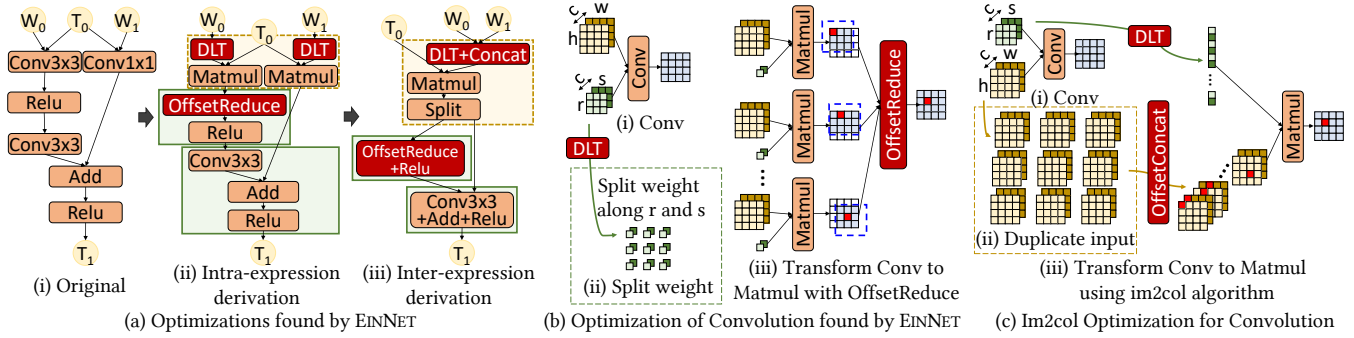 W0
T0
W1
Conv3x3
Conv1x1
Relu
Conv3x3
Add
Relu
T1
(i) Original
W0
T0
W1
DLT
DLT
Matmul
Matmul
OffsetReduce
Relu
Conv3x3
Add
Relu
T1
(ii) Intra-expression
derivation
T0
W0
W1
DLT+Concat
Matmul
Split
OffsetReduce
+Relu
Conv3x3
+Add+Relu
T1
(iii) Inter-expression
derivation
(a) Optimizations found by EINNET
c
w
h
c
s
r
Conv
(i) Conv
DLT
Split weight
along r and s
(ii) Split weight
Matmul
Matmul
Matmul
OffsetReduce
(iii) Transform Conv to
Matmul with OffsetReduce
(b) Optimization of Convolution found by EINNET
c
s
r
c
w
h
Conv
(i) Conv
DLT
(ii) Duplicate input
OffsetConcat
Matmul
(iii) Transform Conv to Matmul
using im2col algorithm
(c) Im2col Optimization for Convolution